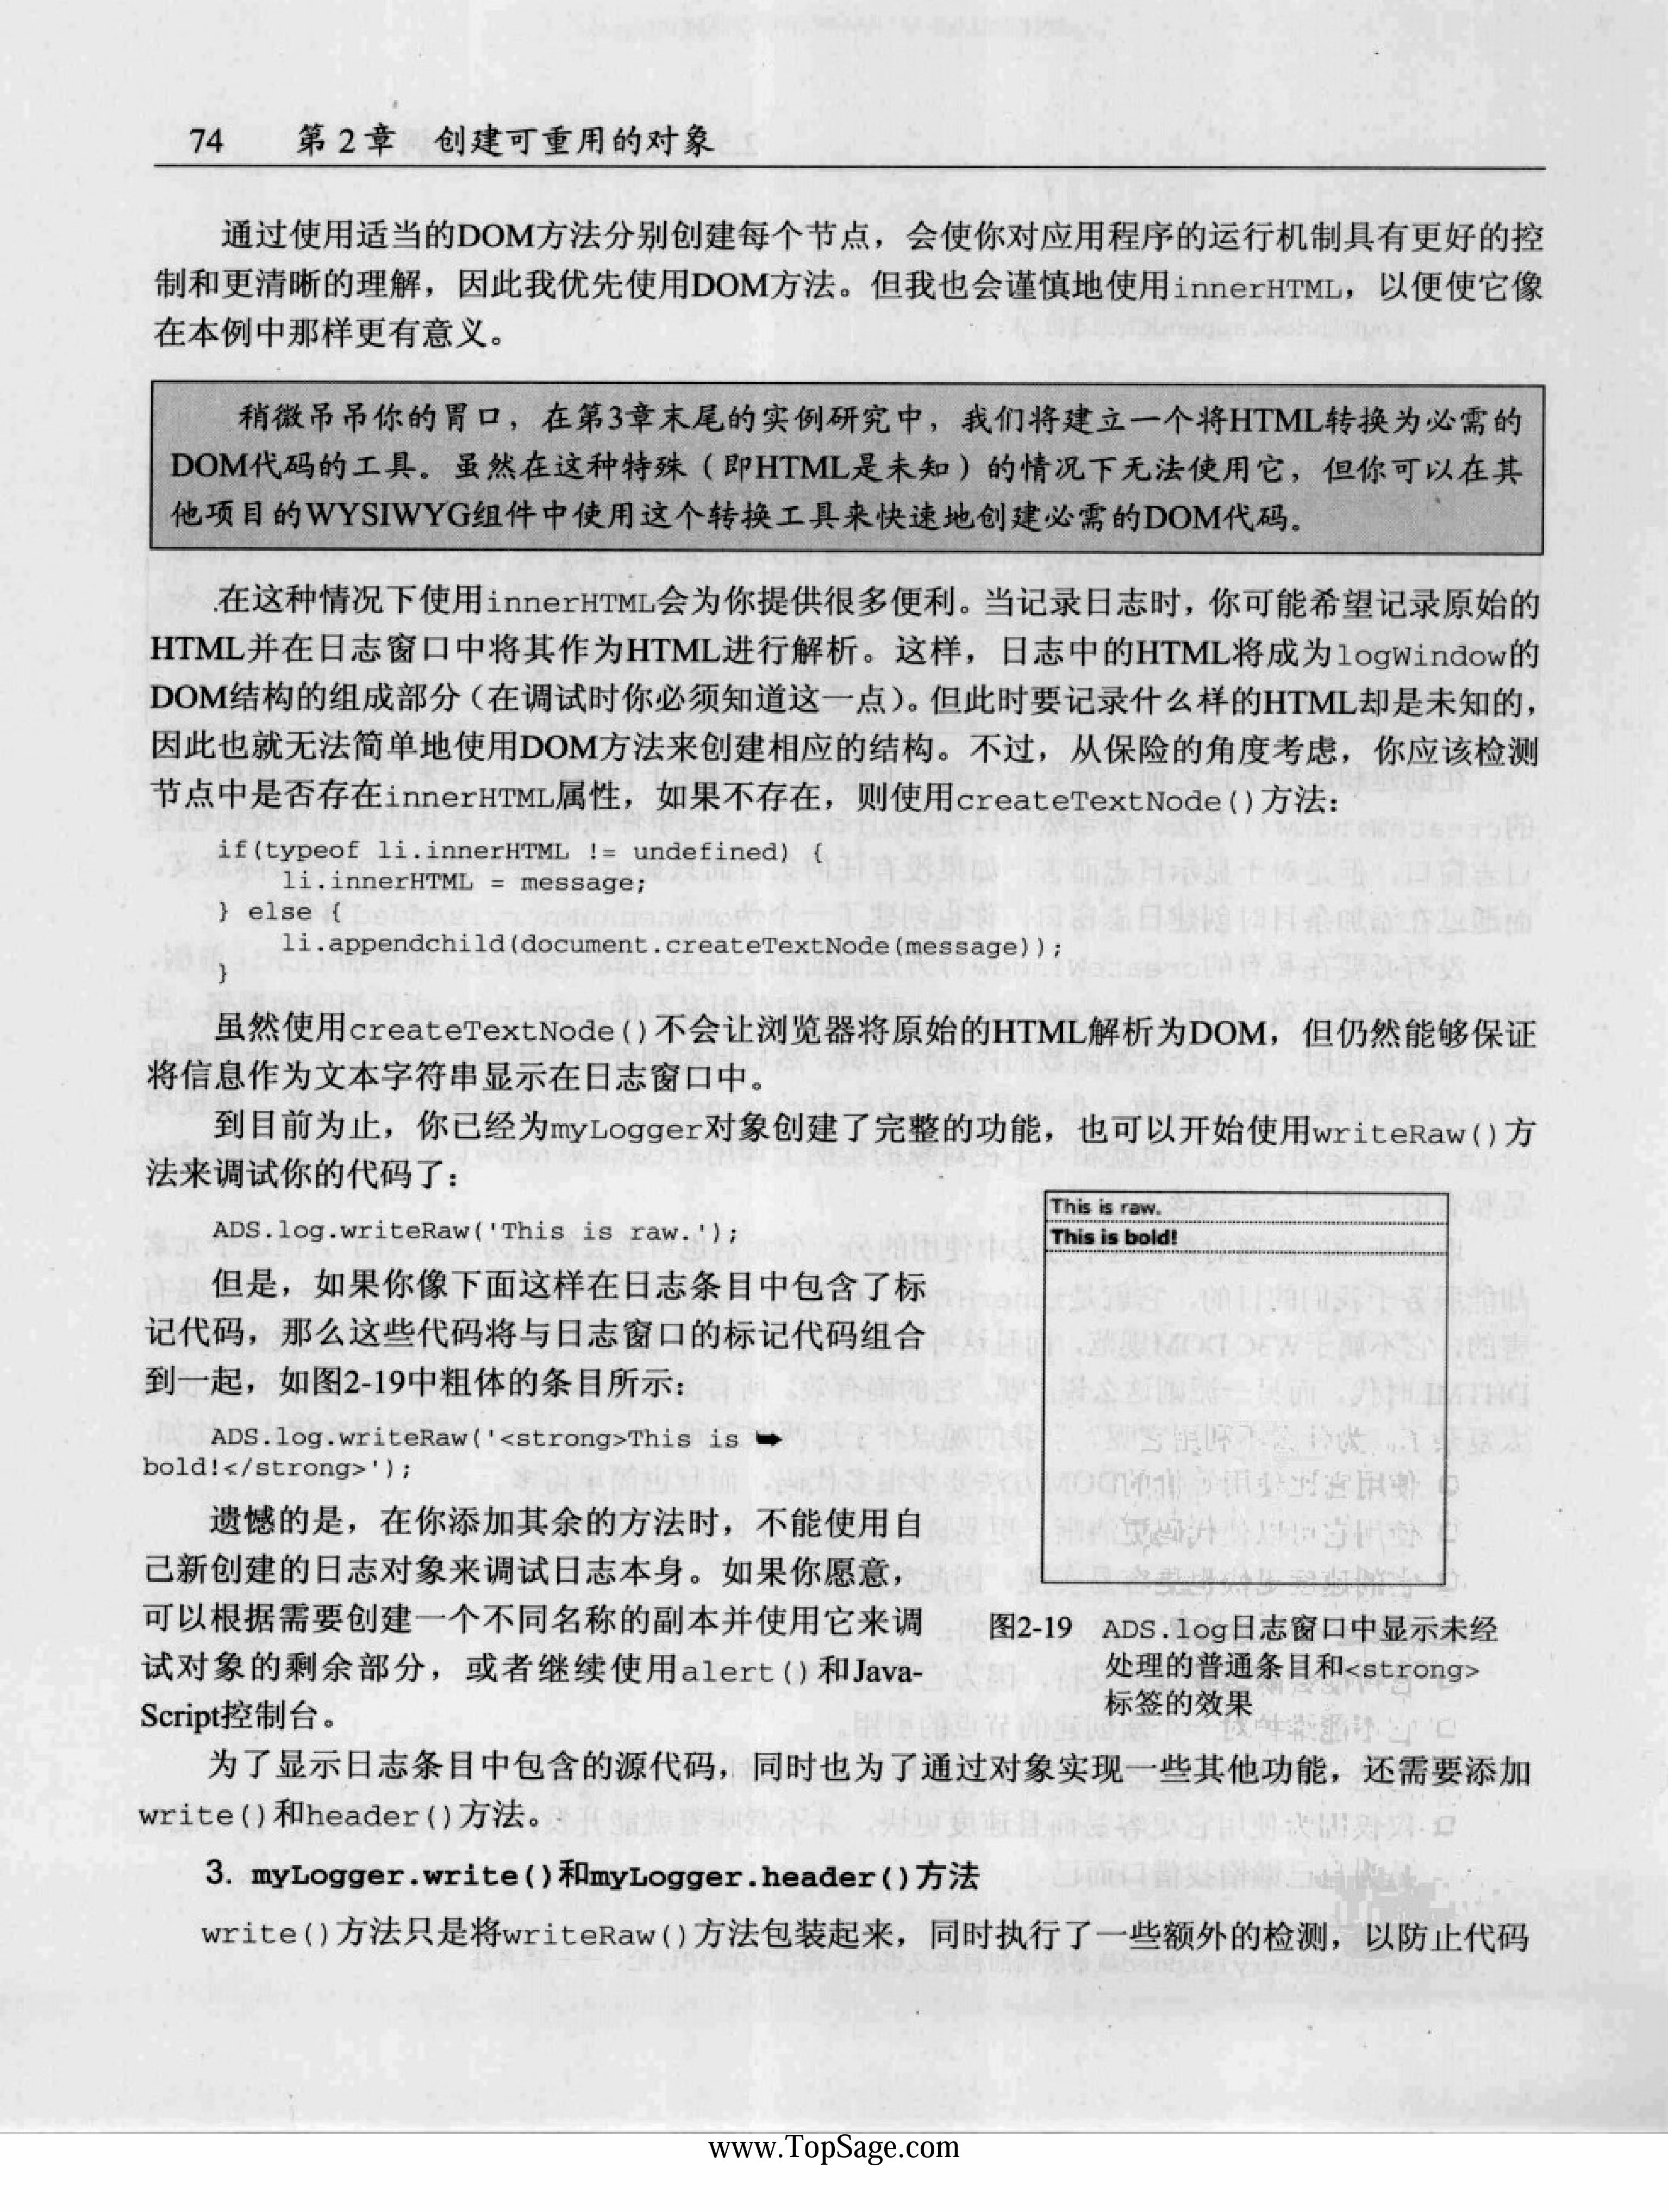 74 第2章 创建可重用的对象
通过使用适当的DOM方法分别创建每个节点，会使你对应用程序的运行机制具有更好的控
制和更清晰的理解，因此我优先使用DOM方法。但我也会谨慎地使用innerHTML，以便使它像
在本例中那样更有意义。
稍微吊吊你的胃口，在第3章末尾的实例研究中，我们将建立一个将HTML转换为必需的
DOM代码的工具。虽然在这种特殊（即HTML是未知）的情况下无法使用它，但你可以在其
他项目的WYSIWYG组件中使用这个转换工具来快速地创建必需的DOM代码。
在这种情况下使用innerHTML会为你提供很多便利。当记录日志时，你可能希望记录原始的
HTML并在日志窗口中将其作为HTML进行解析。这样，日志中的HTML将成为logWindow的
DOM结构的组成部分（在调试时你必须知道这一点）。但此时要记录什么样的HTML却是未知的，
因此也就无法简单地使用DOM方法来创建相应的结构。不过，从保险的角度考虑，你应该检测
节点中是否存在innerHTML属性，如果不存在，则使用createTextNode()方法：
if(typeof li.innerHTML != undefined) {
li.innerHTML = message;
} else {
li.appendchild(document.createTextNode(message));
}
虽然使用createTextNode()不会让浏览器将原始的HTML解析为DOM，但仍然能够保证
将信息作为文本字符串显示在日志窗口中。
到目前为止，你已经为myLogger对象创建了完整的功能，也可以开始使用writeRaw()方
法来调试你的代码了：
ADS.log.writeRaw('This is raw.');
但是，如果你像下面这样在日志条目中包含了标
记代码，那么这些代码将与日志窗口的标记代码组合
到一起，如图2-19中粗体的条目所示：
ADS.log.writeRaw('<strong>This is ➥
bold!</strong>');
遗憾的是，在你添加其余的方法时，不能使用自
己新创建的日志对象来调试日志本身。如果你愿意，
可以根据需要创建一个不同名称的副本并使用它来调
试对象的剩余部分，或者继续使用alert()和Java-
Script控制台。
This is raw.
This is bold!
图2-19 ADS.log日志窗口中显示未经
处理的普通条目和<strong>
标签的效果
为了显示日志条目中包含的源代码，同时也为了通过对象实现一些其他功能，还需要添加
write()和header()方法。
3. myLogger.write()和myLogger.header()方法
write()方法只是将writeRaw()方法包装起来，同时执行了一些额外的检测，以防止代码
www.TopSage.com